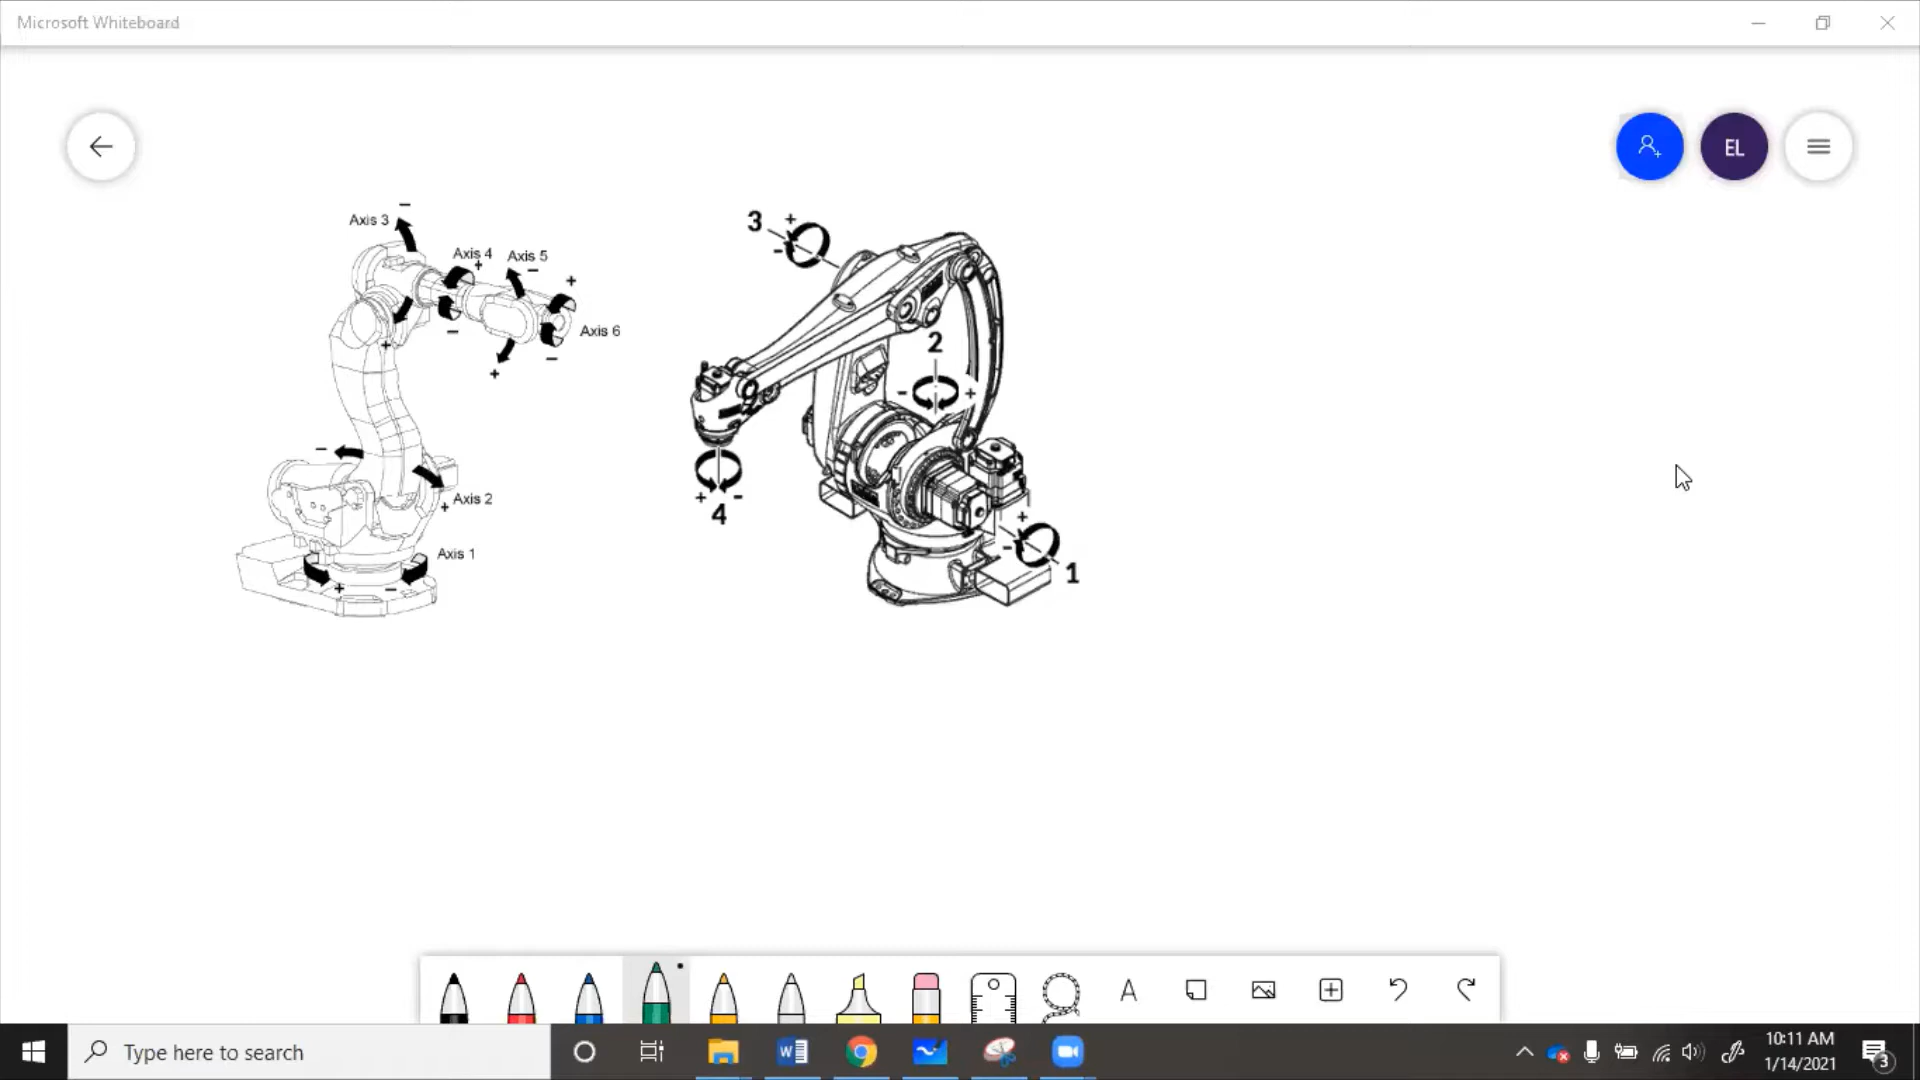 Microsoft Whiteboard
EL
Axis 3
−
Axis 4
+
Axis 5
−
+
+
−
Axis 6
−
+
−
Axis 2
+
Axis 1
+
−
3
+
-
2
-
+
+
-
4
+
-
1
A
Type here to search
10:11 AM
1/14/2021
3